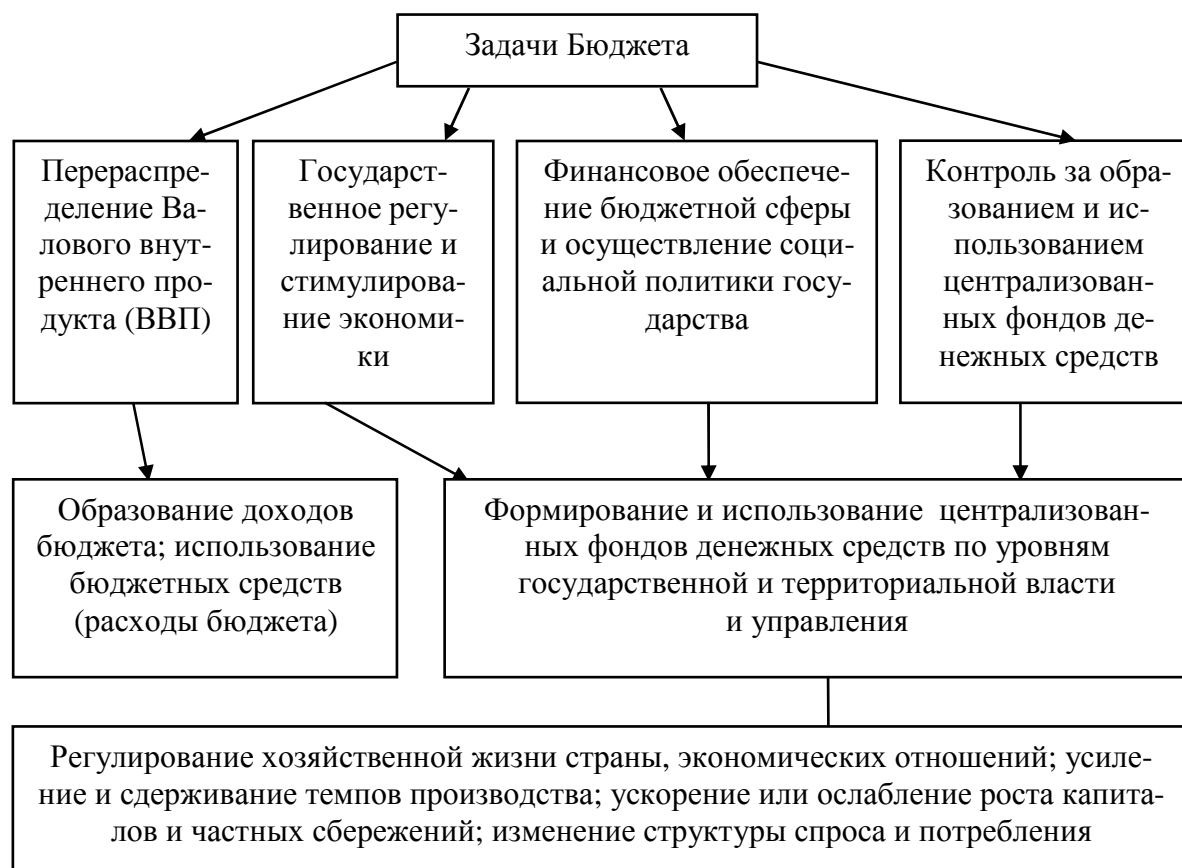 Задачи Бюджета
Перераспре-
деление Ва-
лового внут-
реннего про-
дукта (ВВП)
Государст-
венное регу-
лирование и
стимулирова-
ние экономи-
ки
Финансовое обеспече-
ние бюджетной сферы
и осуществление соци-
альной политики госу-
дарства
Контроль за обра-
зованием и ис-
пользованием
централизован-
ных фондов де-
нежных средств
Образование доходов
бюджета; использование
бюджетных средств
(расходы бюджета)
Формирование и использование централизован-
ных фондов денежных средств по уровням
государственной и территориальной власти
и управления
Регулирование хозяйственной жизни страны, экономических отношений; усиле-
ние и сдерживание темпов производства; ускорение или ослабление роста капита-
лов и частных сбережений; изменение структуры спроса и потребления